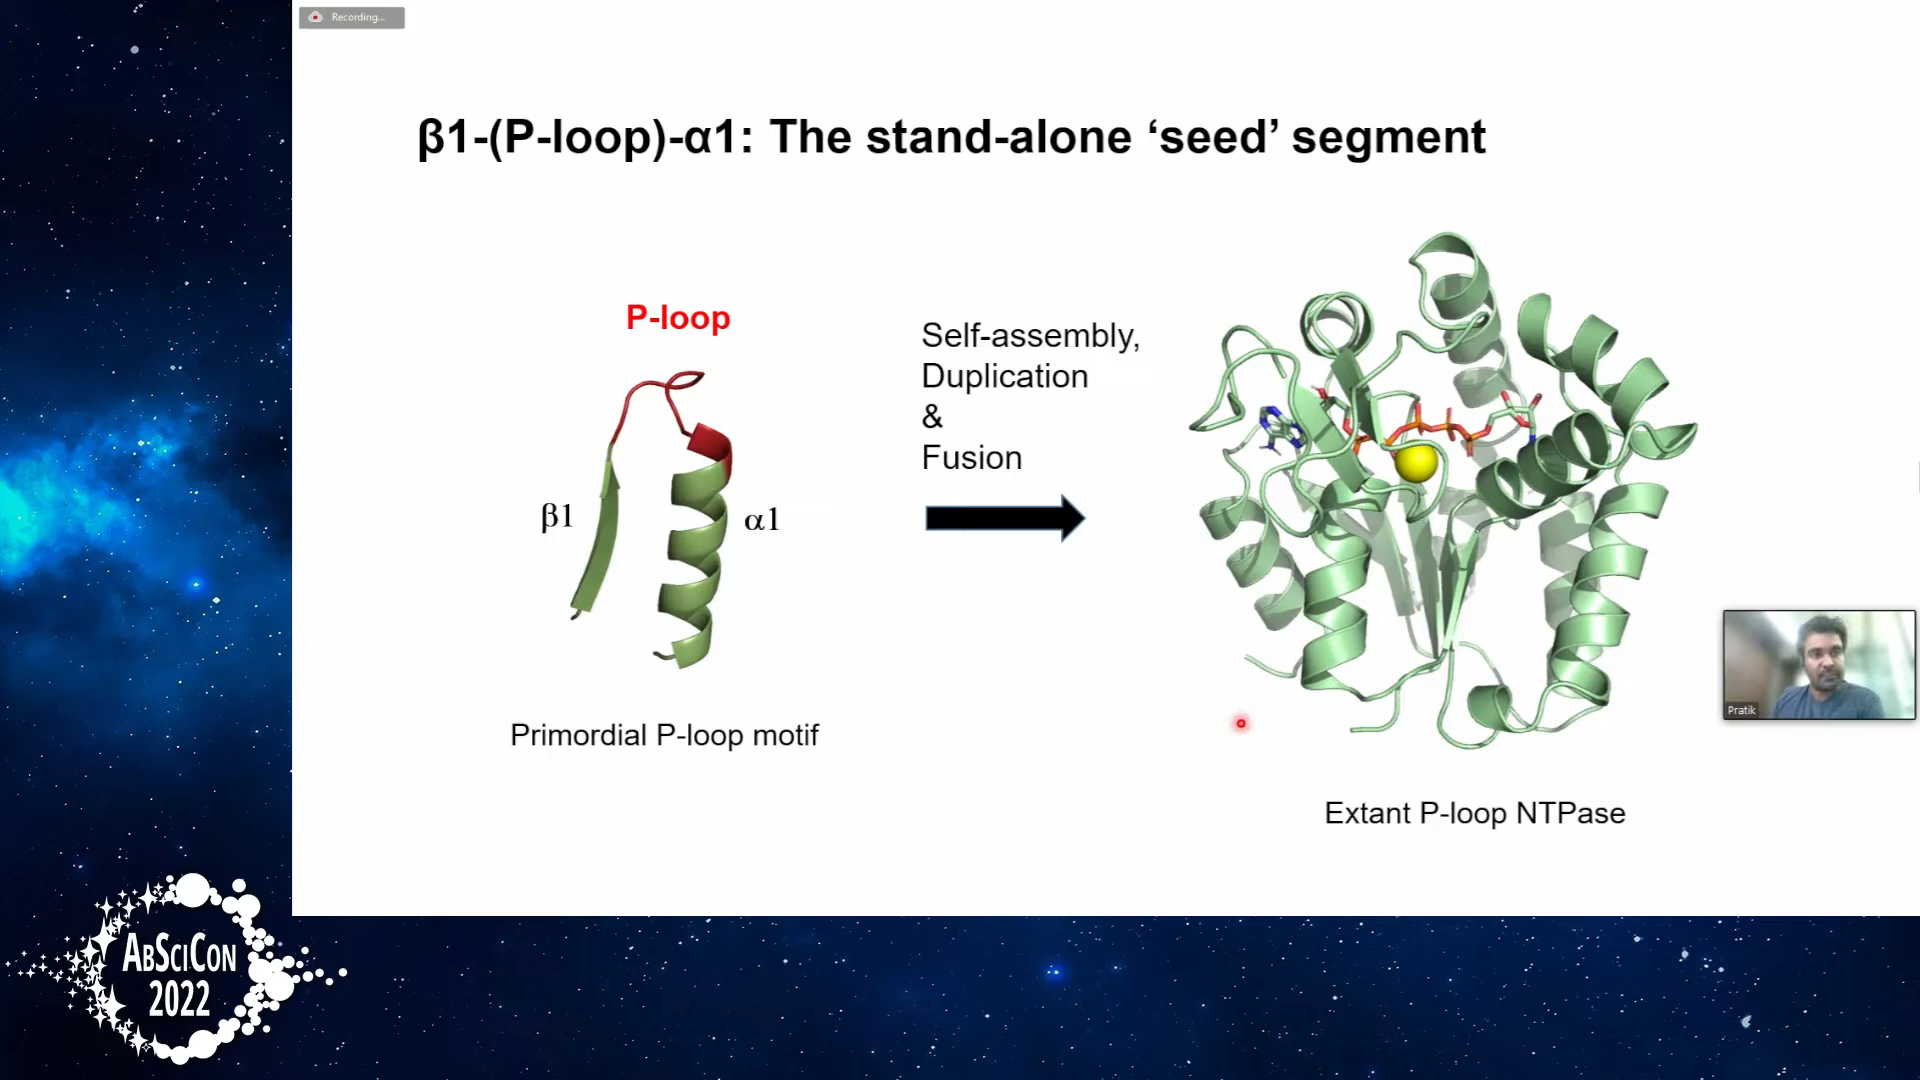 Recording...
β1-(P-loop)-α1: The stand-alone ‘seed’ segment
P-loop
β1
α1
Primordial P-loop motif
Self-assembly,
Duplication
&
Fusion
Extant P-loop NTPase
Pratik
ABSCICON
2022